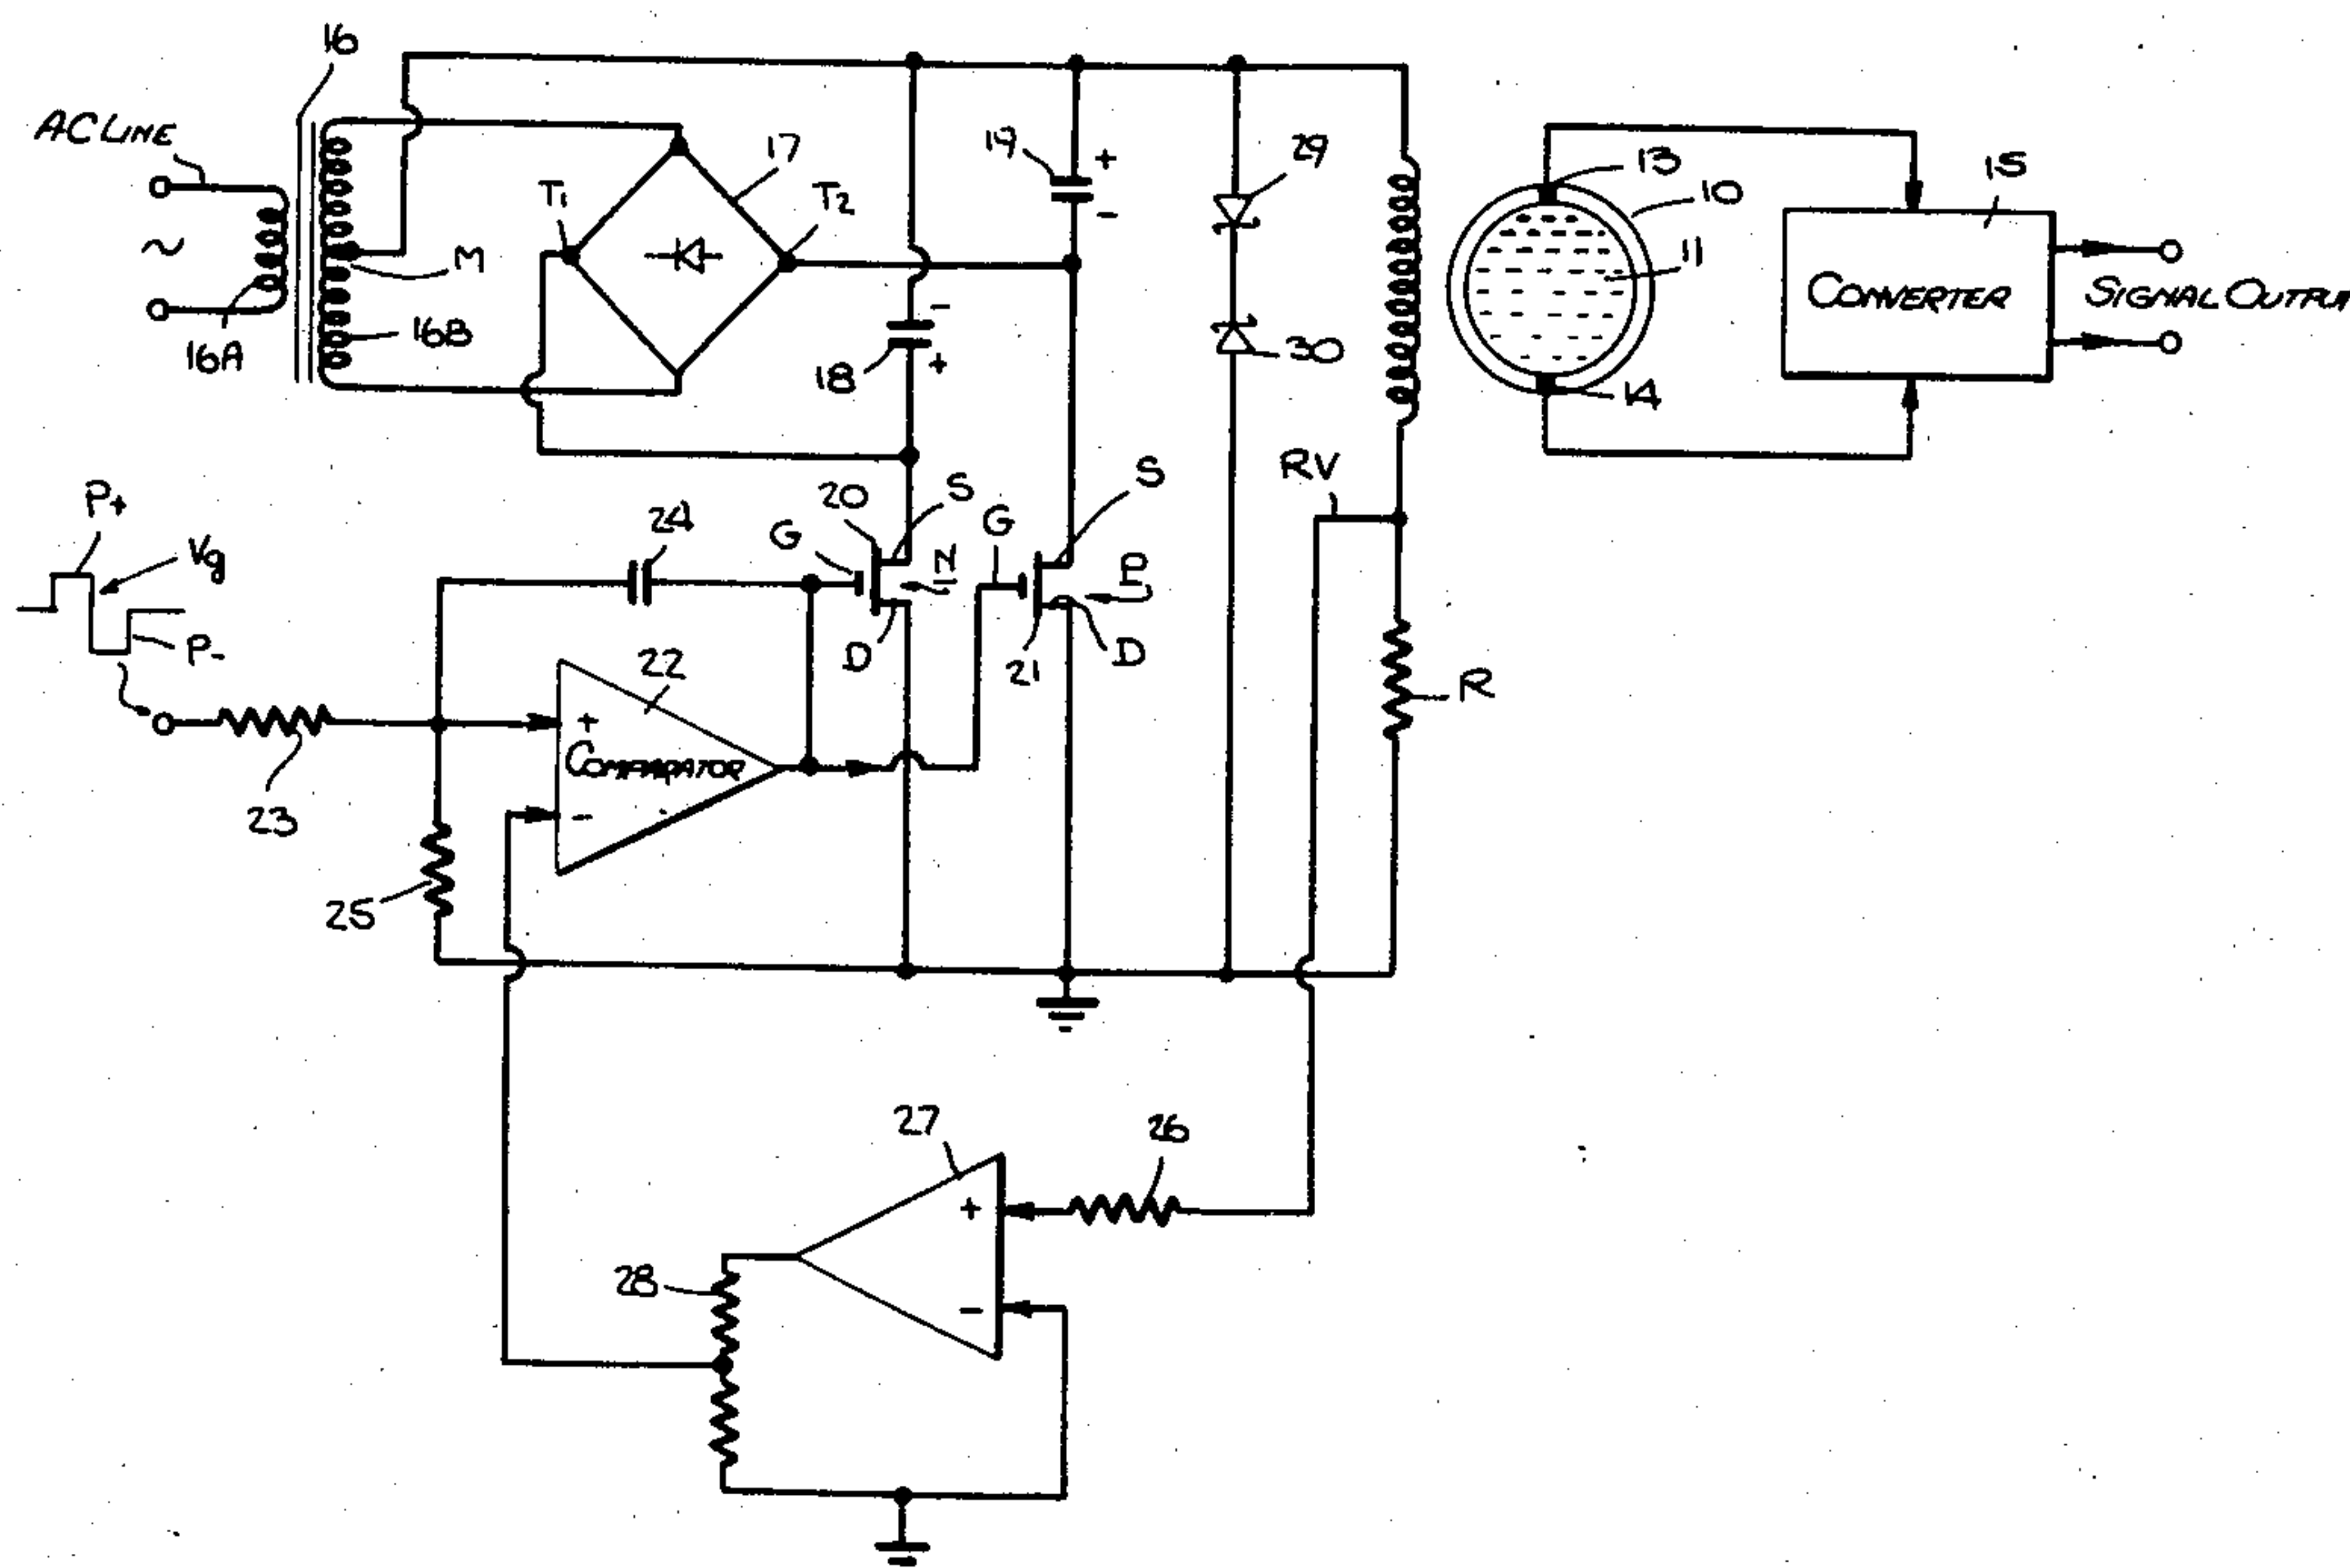 16
AC LINE
~
16A
16B
M
T1
17
T2
19
+
-
-
18
+
29
30
13
10
11
14
15
CONVERTER
SIGNAL OUTPU
P+
Vg
P-
24
G
20
S
N
D
G
S
P
D
21
RV
R
22
+
COMPARATOR
-
23
25
27
26
+
-
28